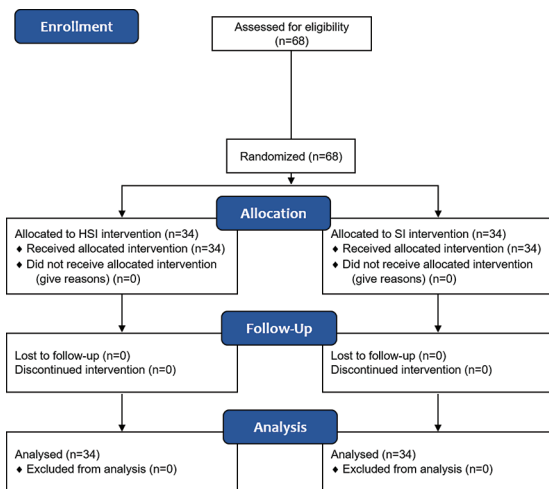 Enrollment
Assessed for eligibility
(n=68)
Randomized (n=68)
Allocation
Allocated to HSI intervention (n=34)
♦ Received allocated intervention (n=34)
♦ Did not receive allocated intervention
(give reasons) (n=0)
Allocated to SI intervention (n=34)
♦ Received allocated intervention (n=34)
♦ Did not receive allocated intervention
(give reasons) (n=0)
Follow-Up
Lost to follow-up (n=0)
Discontinued intervention (n=0)
Lost to follow-up (n=0)
Discontinued intervention (n=0)
Analysis
Analysed (n=34)
♦ Excluded from analysis (n=0)
Analysed (n=34)
♦ Excluded from analysis (n=0)